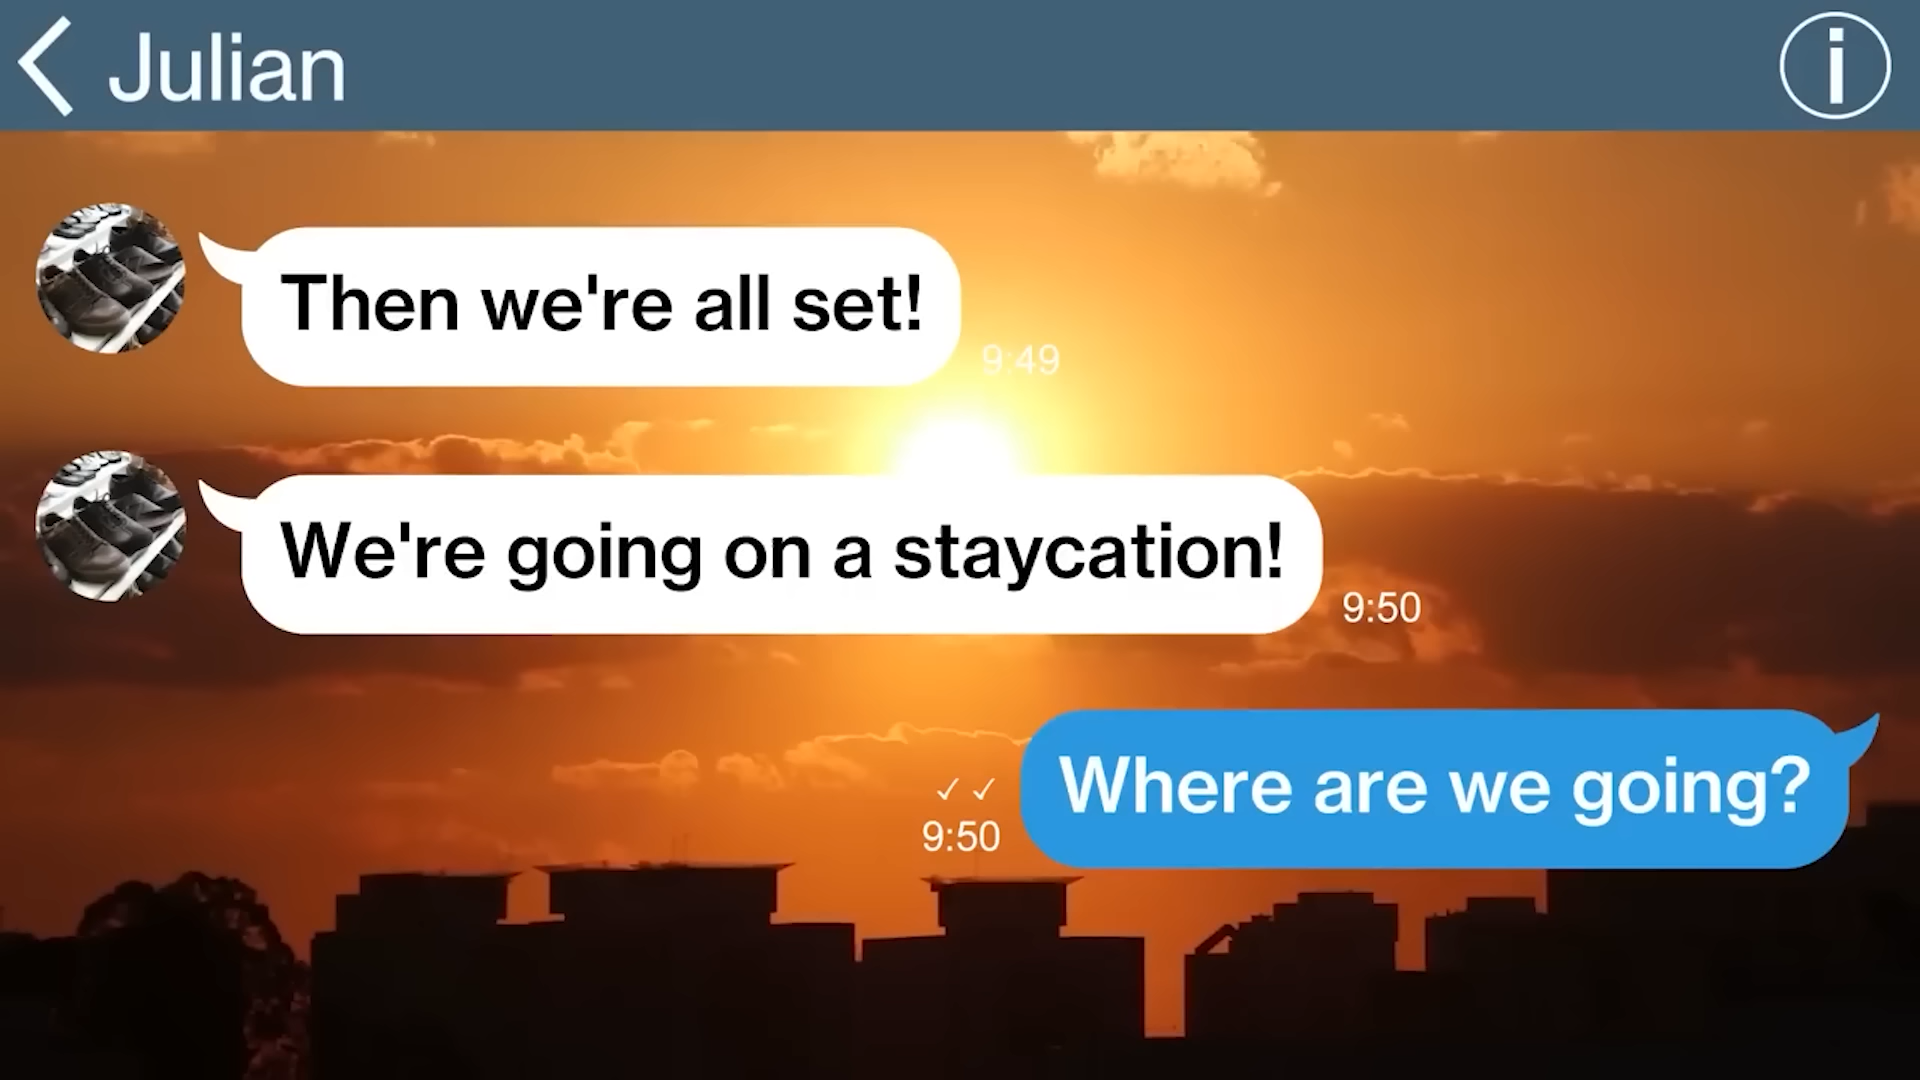 Julian
Then we're all set!
9:49
We're going on a staycation!
9:50
Where are we going?
✓ ✓
9:50